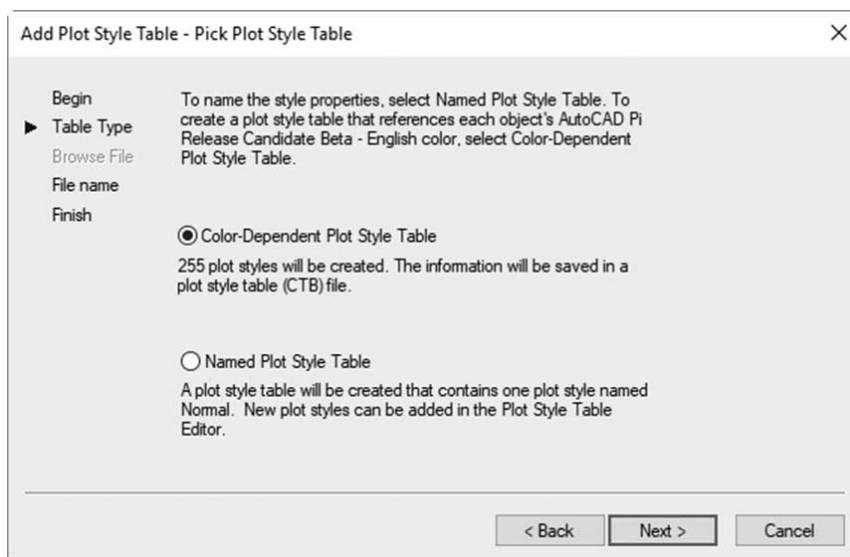 Add Plot Style Table - Pick Plot Style Table
Begin
Table Type
Browse File
File name
Finish
To name the style properties, select Named Plot Style Table. To
create a plot style table that references each object's AutoCAD Pi
Release Candidate Beta - English color, select Color-Dependent
Plot Style Table.
Color-Dependent Plot Style Table
255 plot styles will be created. The information will be saved in a
plot style table (CTB) file.
Named Plot Style Table
A plot style table will be created that contains one plot style named
Normal. New plot styles can be added in the Plot Style Table
Editor.
< Back
Next >
Cancel